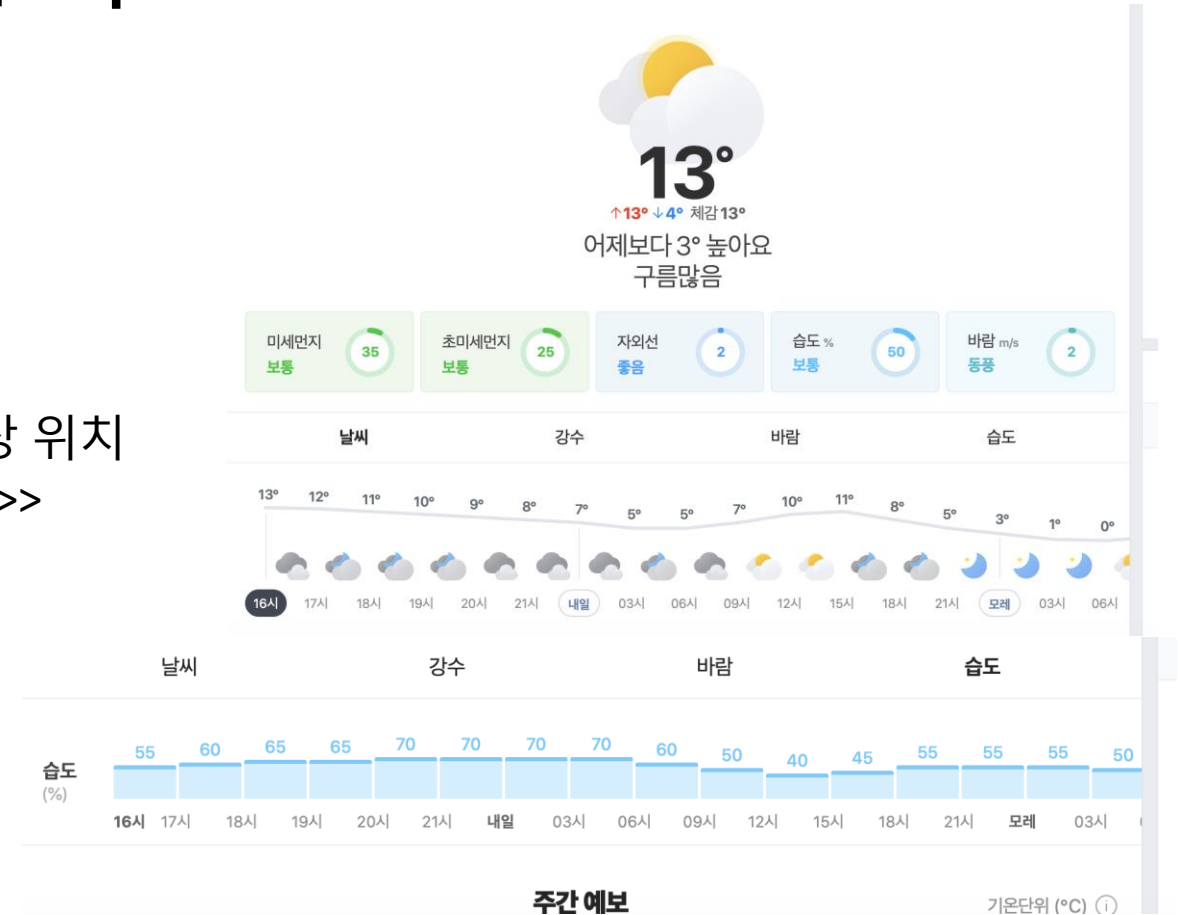 13°
↑13° ↓4° 체감 13°
어제보다 3° 높아요
구름많음
미세먼지 보통 35
초미세먼지 보통 25
자외선 좋음 2
습도 % 보통 50
바람 m/s 동풍 2
상 위치
>>
날씨 강수 바람 습도
13° 12° 11° 10° 9° 8° 7° 5° 5° 7° 10° 11° 8° 5° 3° 1° 0°
16시 17시 18시 19시 20시 21시 내일 03시 06시 09시 12시 15시 18시 21시 모레 03시 06시
날씨 강수 바람 습도
55 60 65 65 70 70 70 70 60 50 40 45 55 55 55 50
습도
(%)
16시 17시 18시 19시 20시 21시 내일 03시 06시 09시 12시 15시 18시 21시 모레 03시
주간 예보
기온단위 (°C)